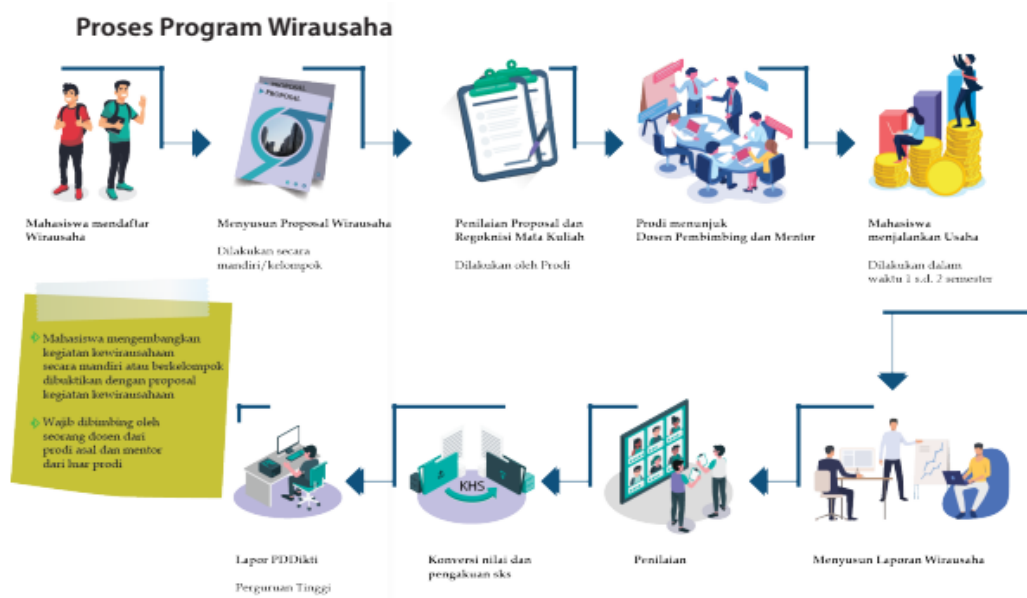 Proses Program Wirausaha
PROPOSAL
PROPOSAL
Mahasiswa mendaftar
Wirausaha
Menyusun Proposal Wirausaha
Dilakukan secara
mandiri/kelompok
Penilaian Proposal dan
Regoknisi Mata Kuliah
Dilakukan oleh Prodi
Prodi menunjuk
Dosen Pembimbing dan Mentor
Mahasiswa
menjalankan Usaha
Dilakukan dalam
waktu 1 s.d. 2 semester
Mahasiswa mengembangkan
kegiatan kewirausahaan
secara mandiri atau berkelompok
dibuktikan dengan proposal
kegiatan kewirausahaan
Wajib dibimbing oleh
seorang dosen dari
prodi asal dan mentor
dari luar prodi
KHS
Lapor PDDikti
Perguruan Tinggi
Konversi nilai dan
pengakuan sks
Penilaian
Menyusun Laporan Wirausaha